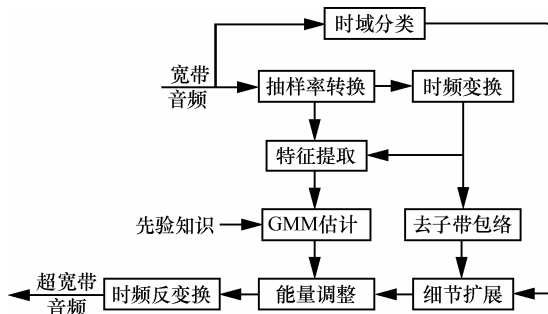 时域分类
宽带
音频
抽样率转换
时频变换
特征提取
先验知识
GMM估计
去子带包络
超宽带
音频
时频反变换
能量调整
细节扩展